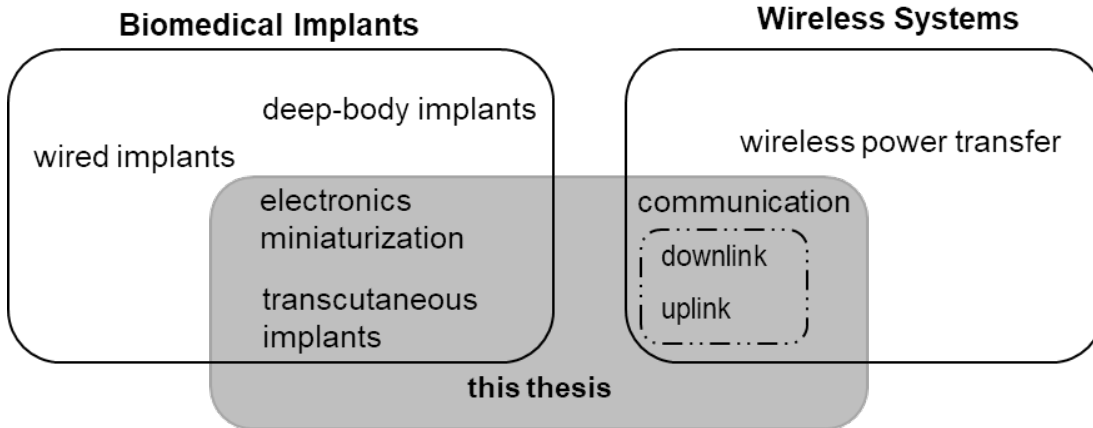 Biomedical Implants
Wireless Systems
deep-body implants
wired implants
electronics
miniaturization
transcutaneous
implants
wireless power transfer
communication
downlink
uplink
this thesis